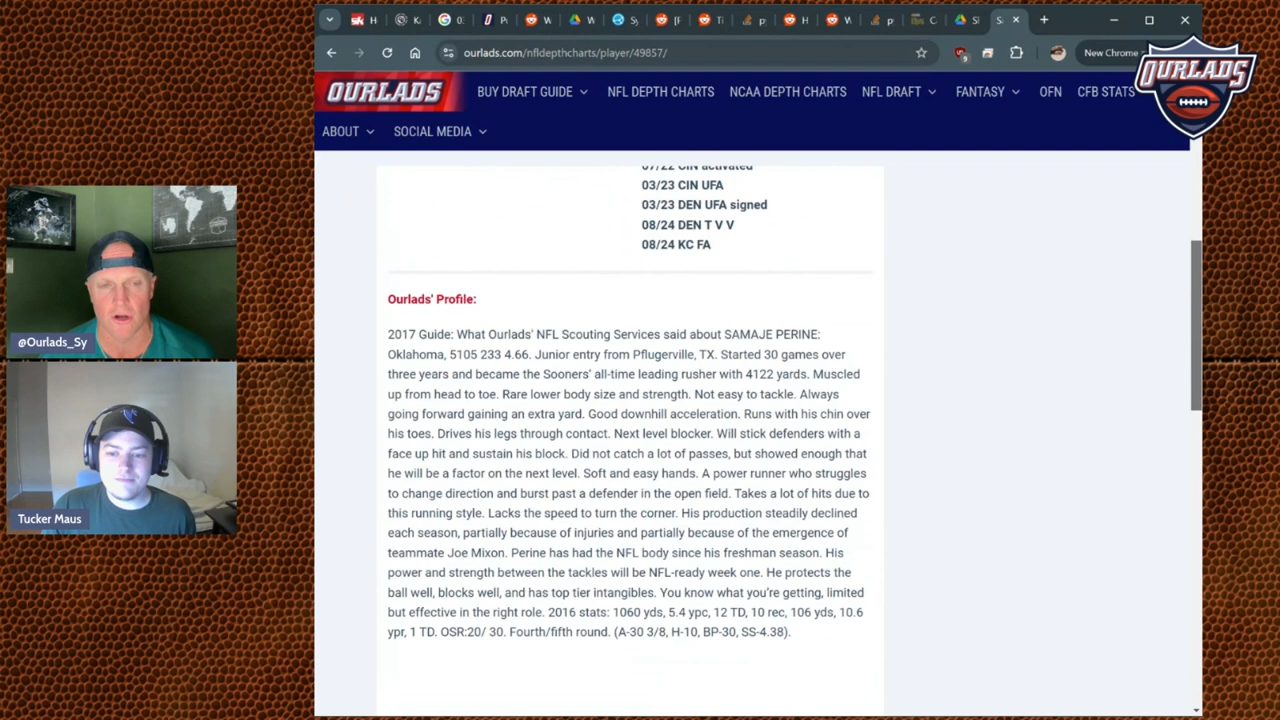 ourlads.com/nfldepthcharts/player/49857/
New Chrome
OURLADS
BUY DRAFT GUIDE
NFL DEPTH CHARTS
NCAA DEPTH CHARTS
NFL DRAFT
FANTASY
OFN
CFB STATS
OURLADS
ABOUT
SOCIAL MEDIA
07/22 CIN activated
03/23 CIN UFA
03/23 DEN UFA signed
08/24 DEN T V V
08/24 KC FA
Ourlads' Profile:
2017 Guide: What Ourlads' NFL Scouting Services said about SAMAJE PERINE:
Oklahoma, 5105 233 4.66. Junior entry from Pflugerville, TX. Started 30 games over
three years and became the Sooners' all-time leading rusher with 4122 yards. Muscled
up from head to toe. Rare lower body size and strength. Not easy to tackle. Always
going forward gaining an extra yard. Good downhill acceleration. Runs with his chin over
his toes. Drives his legs through contact. Next level blocker. Will stick defenders with a
face up hit and sustain his block. Did not catch a lot of passes, but showed enough that
he will be a factor on the next level. Soft and easy hands. A power runner who struggles
to change direction and burst past a defender in the open field. Takes a lot of hits due to
this running style. Lacks the speed to turn the corner. His production steadily declined
each season, partially because of injuries and partially because of the emergence of
teammate Joe Mixon. Perine has had the NFL body since his freshman season. His
power and strength between the tackles will be NFL-ready week one. He protects the
ball well, blocks well, and has top tier intangibles. You know what you're getting, limited
but effective in the right role. 2016 stats: 1060 yds, 5.4 ypc, 12 TD, 10 rec, 106 yds, 10.6
ypr, 1 TD. OSR:20/ 30. Fourth/fifth round. (A-30 3/8, H-10, BP-30, SS-4.38).
@Ourlads_Sy
Tucker Maus